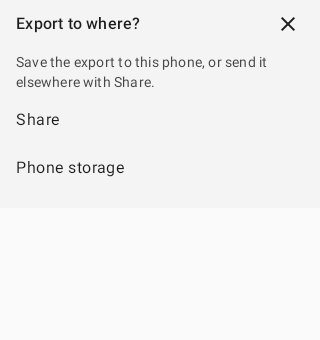 Export to where?
Save the export to this phone, or send it
elsewhere with Share.
Share
Phone storage